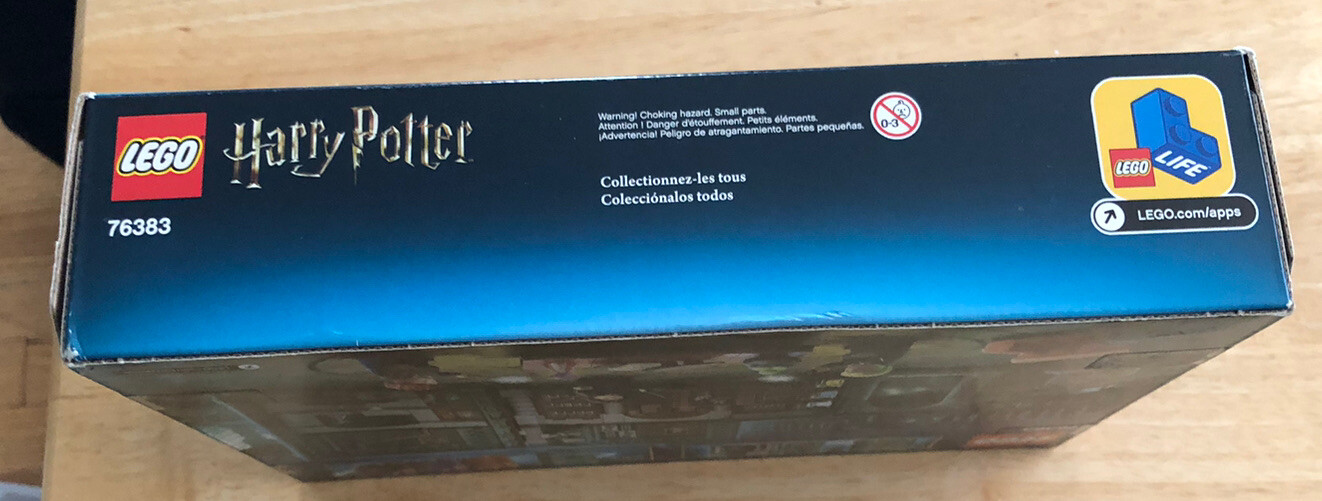 LEGO
Harry Potter
76383
Warning! Choking hazard. Small parts.
Attention ! Danger d'étouffement. Petits éléments.
¡Advertencia! Peligro de atragantamiento. Partes pequeñas.
0-3
Collectionnez-les tous
Colecciónalos todos
LEGO
LIFE
LEGO.com/apps